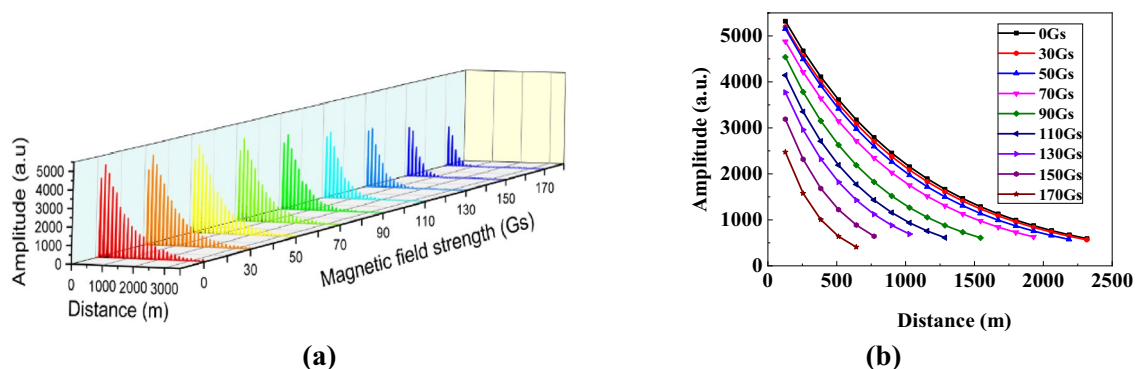 5000
4000
3000
2000
1000
0
Amplitude (a.u)
0 1000 2000 3000
Distance (m)
0
30
50
70
90
110
130
150
170
Magnetic field strength (Gs)
(a)
5000
4000
3000
2000
1000
0
Amplitude (a.u.)
0Gs
30Gs
50Gs
70Gs
90Gs
110Gs
130Gs
150Gs
170Gs
0 500 1000 1500 2000 2500
Distance (m)
(b)